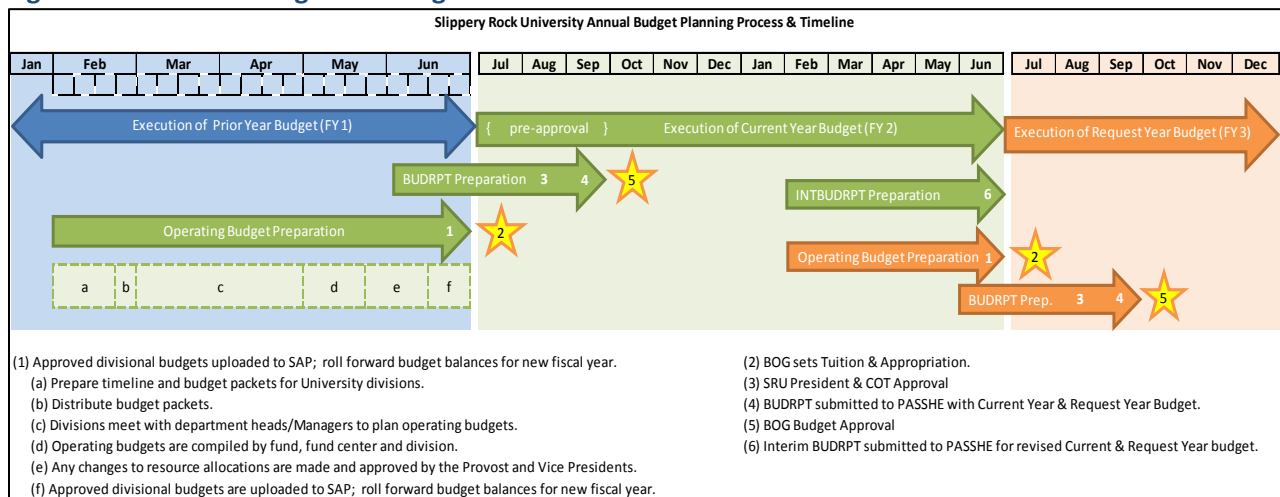 Slippery Rock University Annual Budget Planning Process & Timeline
Jan Feb Mar Apr May Jun Jul Aug Sep Oct Nov Dec Jan Feb Mar Apr May Jun Jul Aug Sep Oct Nov Dec
Execution of Prior Year Budget (FY 1)
{ pre-approval } Execution of Current Year Budget (FY 2)
Execution of Request Year Budget (FY 3)
BUDRPT Preparation 3 4
5
INTBUDRPT Preparation 6
Operating Budget Preparation 1
2
Operating Budget Preparation 1
2
a b c d e f
BUDRPT Prep. 3 4
5
(1) Approved divisional budgets uploaded to SAP; roll forward budget balances for new fiscal year.
(a) Prepare timeline and budget packets for University divisions.
(b) Distribute budget packets.
(c) Divisions meet with department heads/Managers to plan operating budgets.
(d) Operating budgets are compiled by fund, fund center and division.
(e) Any changes to resource allocations are made and approved by the Provost and Vice Presidents.
(f) Approved divisional budgets are uploaded to SAP; roll forward budget balances for new fiscal year.
(2) BOG sets Tuition & Appropriation.
(3) SRU President & COT Approval
(4) BUDRPT submitted to PASSHE with Current Year & Request Year Budget.
(5) BOG Budget Approval
(6) Interim BUDRPT submitted to PASSHE for revised Current & Request Year budget.